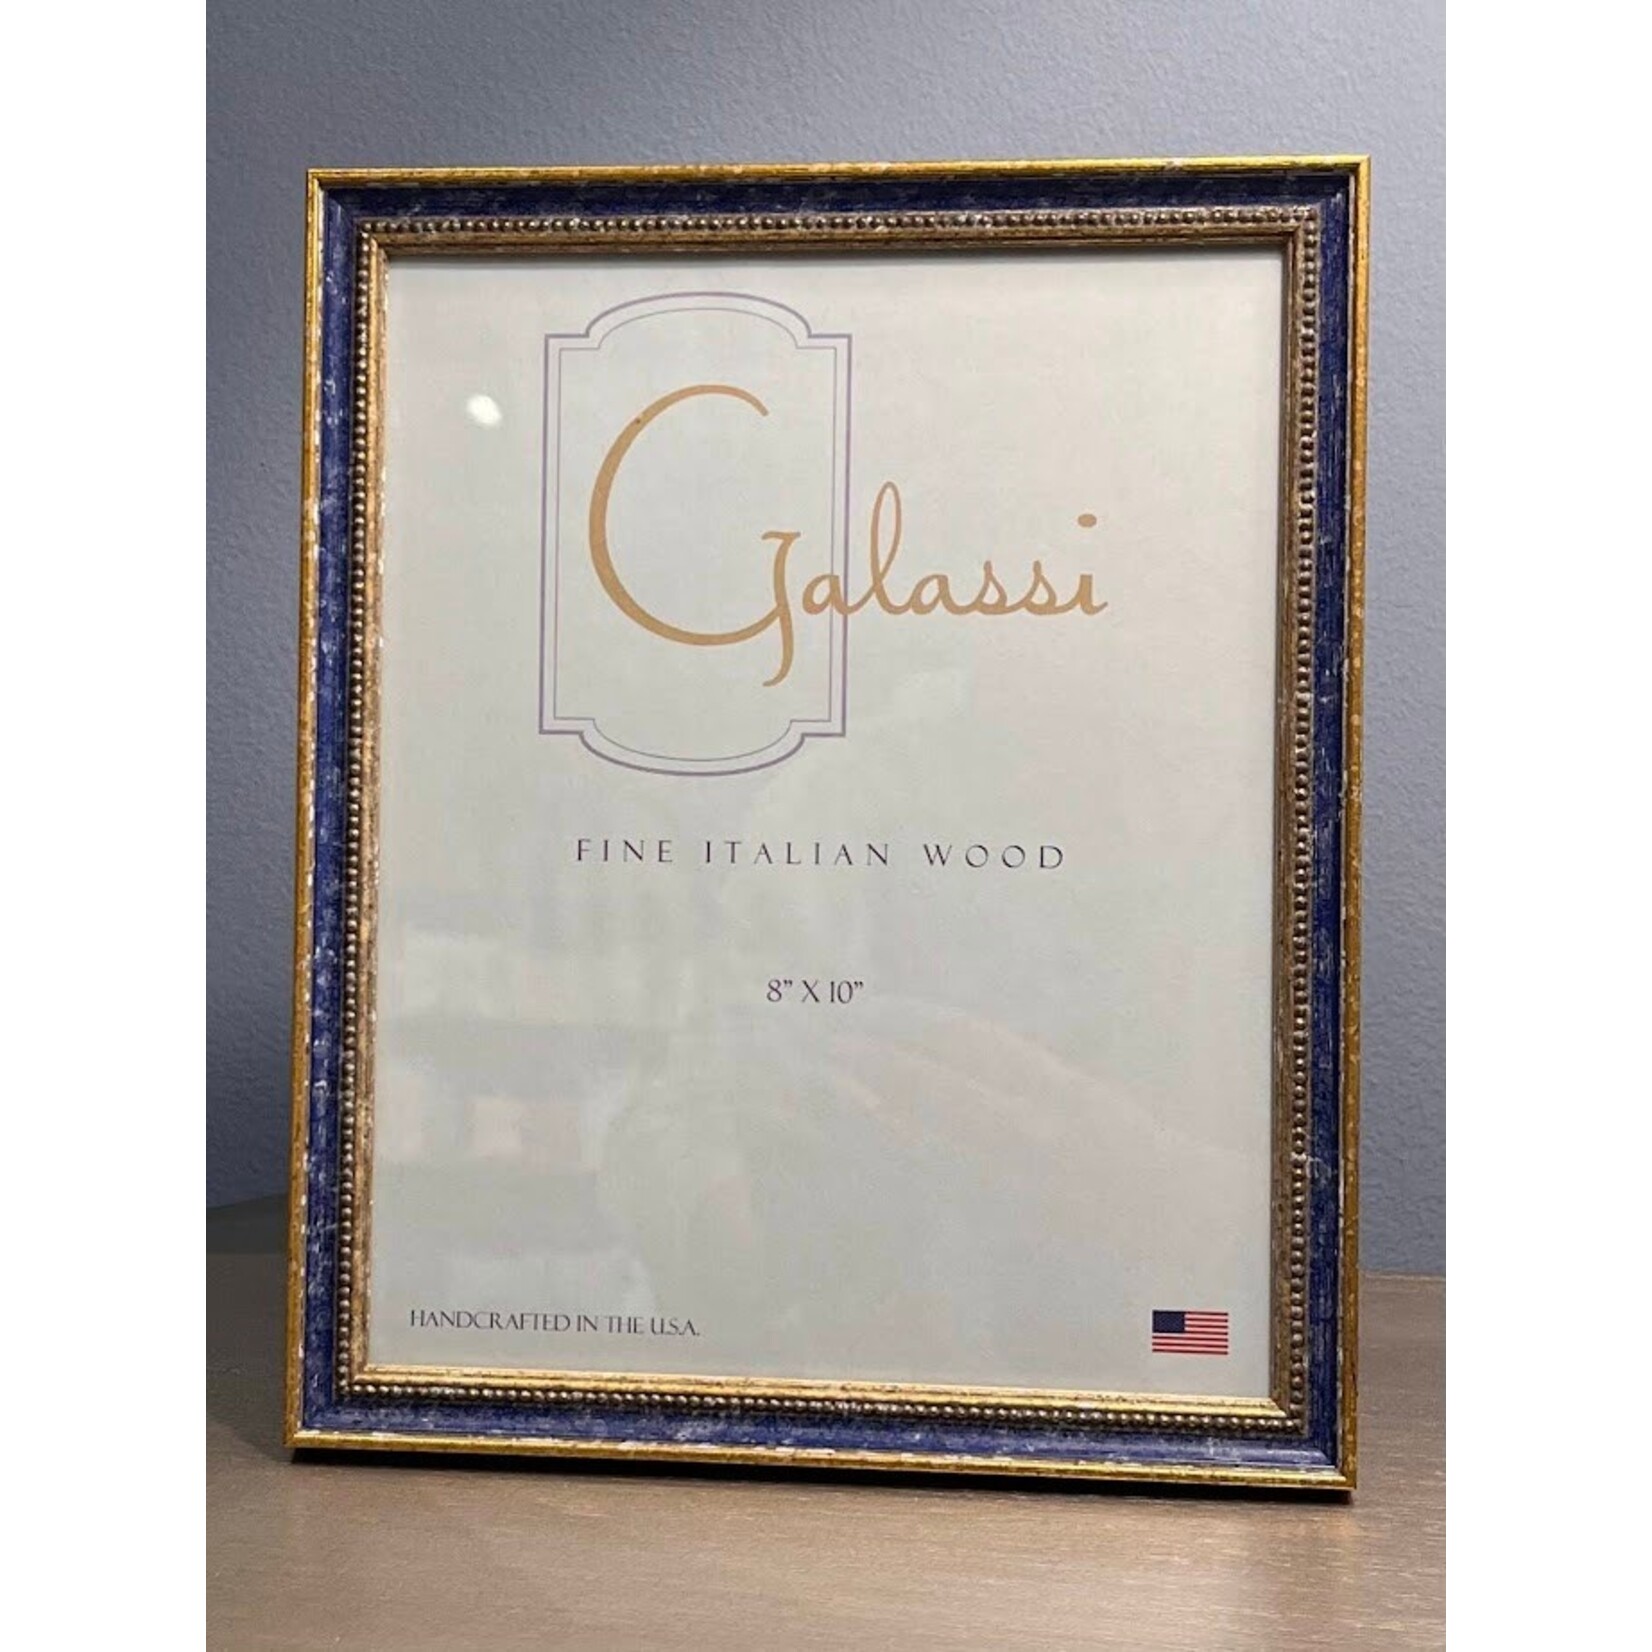 Galassi
FINE ITALIAN WOOD
8” X 10”
HANDCRAFTED IN THE U.S.A.